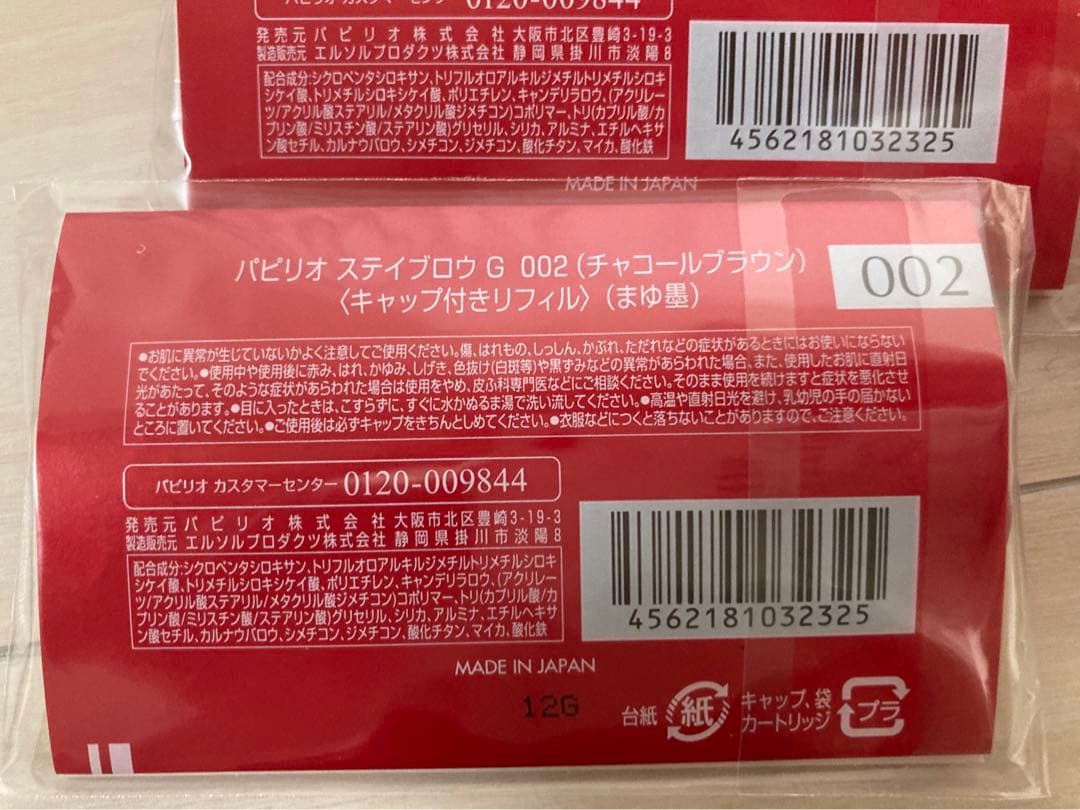 パピリオ カスタマーセンター 0120-009844
発売元 パピリオ株式会社 大阪市北区豊崎3-19-3
製造販売元 エルソルプロダクツ株式会社 静岡県掛川市淡陽8
配合成分:シクロペンタシロキサン、トリフルオロアルキルジメチルトリメチルシロキ
シケイ酸、トリメチルシロキシケイ酸、ポリエチレン、キャンデリラロウ、(アクリレー
ツ/アクリル酸ステアリル/メタクリル酸ジメチコン)コポリマー、トリ(カプリル酸/カ
プリン酸/ミリスチン酸/ステアリン酸)グリセリル、シリカ、アルミナ、エチルヘキサ
ン酸セチル、カルナウバロウ、シメチコン、ジメチコン、酸化チタン、マイカ、酸化鉄
4562181032325
MADE IN JAPAN
パピリオ ステイブロウ G 002 (チャコールブラウン)
〈キャップ付きリフィル〉(まゆ墨)
002
●お肌に異常が生じていないかよく注意してご使用ください。傷、はれもの、しっしん、かぶれ、ただれなどの症状があるときにはお使いにならない
でください。●使用中や使用後に赤み、はれ、かゆみ、しげき、色抜け(白斑等)や黒ずみなどの異常があらわれた場合、また、使用したお肌に直射日
光があたって、そのような症状があらわれた場合は使用をやめ、皮ふ科専門医などにご相談ください。そのまま使用を続けますと症状を悪化させ
ることがあります。●目に入ったときは、こすらずに、すぐに水かぬるま湯で洗い流してください。●高温や直射日光を避け、乳幼児の手の届かない
ところに置いてください。●ご使用後は必ずキャップをきちんとしめてください。●衣服などにつくと落ちないことがありますので、ご注意ください。
パピリオ カスタマーセンター 0120-009844
発売元 パピリオ株式会社 大阪市北区豊崎3-19-3
製造販売元 エルソルプロダクツ株式会社 静岡県掛川市淡陽8
配合成分:シクロペンタシロキサン、トリフルオロアルキルジメチルトリメチルシロキ
シケイ酸、トリメチルシロキシケイ酸、ポリエチレン、キャンデリラロウ、(アクリレー
ツ/アクリル酸ステアリル/メタクリル酸ジメチコン)コポリマー、トリ(カプリル酸/カ
プリン酸/ミリスチン酸/ステアリン酸)グリセリル、シリカ、アルミナ、エチルヘキサ
ン酸セチル、カルナウバロウ、シメチコン、ジメチコン、酸化チタン、マイカ、酸化鉄
4562181032325
MADE IN JAPAN
12G
台紙 紙
キャップ、袋
カートリッジ
プラ